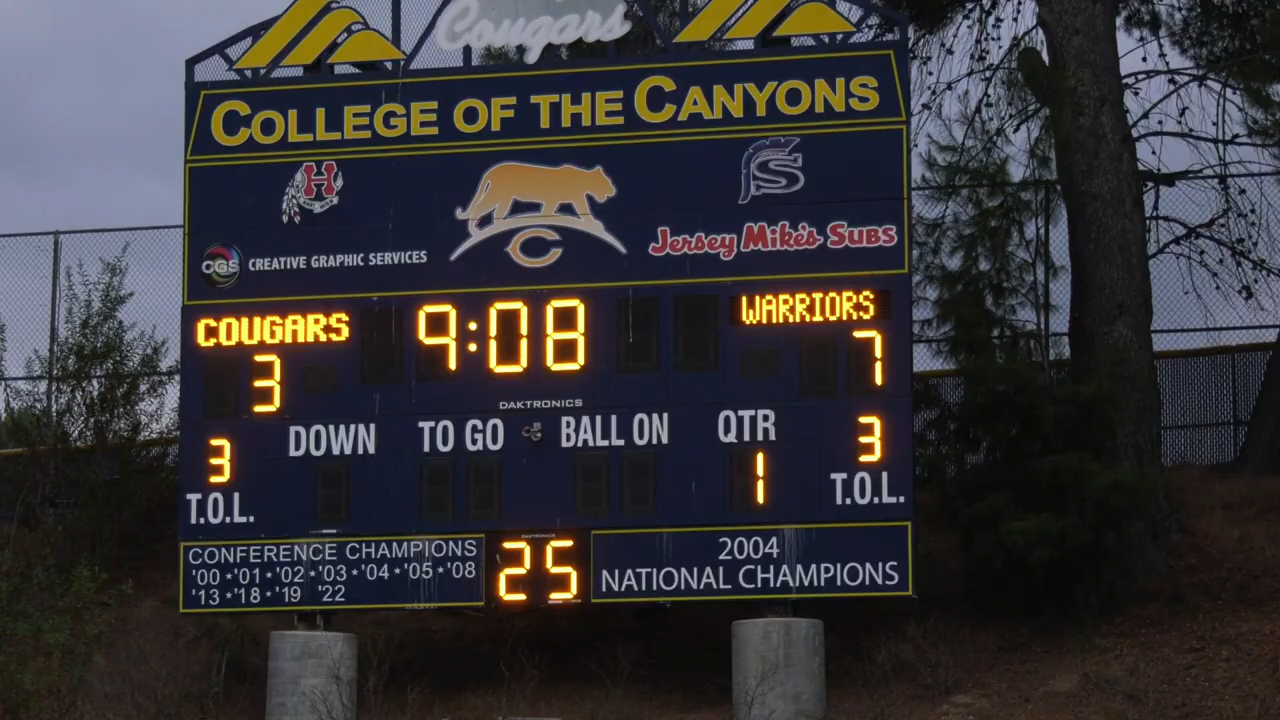 Cougars
COLLEGE OF THE CANYONS
H
S
CGS CREATIVE GRAPHIC SERVICES
C
JERSEY MIKE'S SUBS
COUGARS
9:08
WARRIORS
3
7
DAKTRONICS
3
DOWN
TO GO
BALL ON
QTR
3
1
T.O.L.
T.O.L.
CONFERENCE CHAMPIONS
'00 ★ '01 ★ '02 ★ '03 ★ '04 ★ '05 ★ '08
'13 ★ '18 ★ '19 '22
DAKTRONICS
25
2004
NATIONAL CHAMPIONS